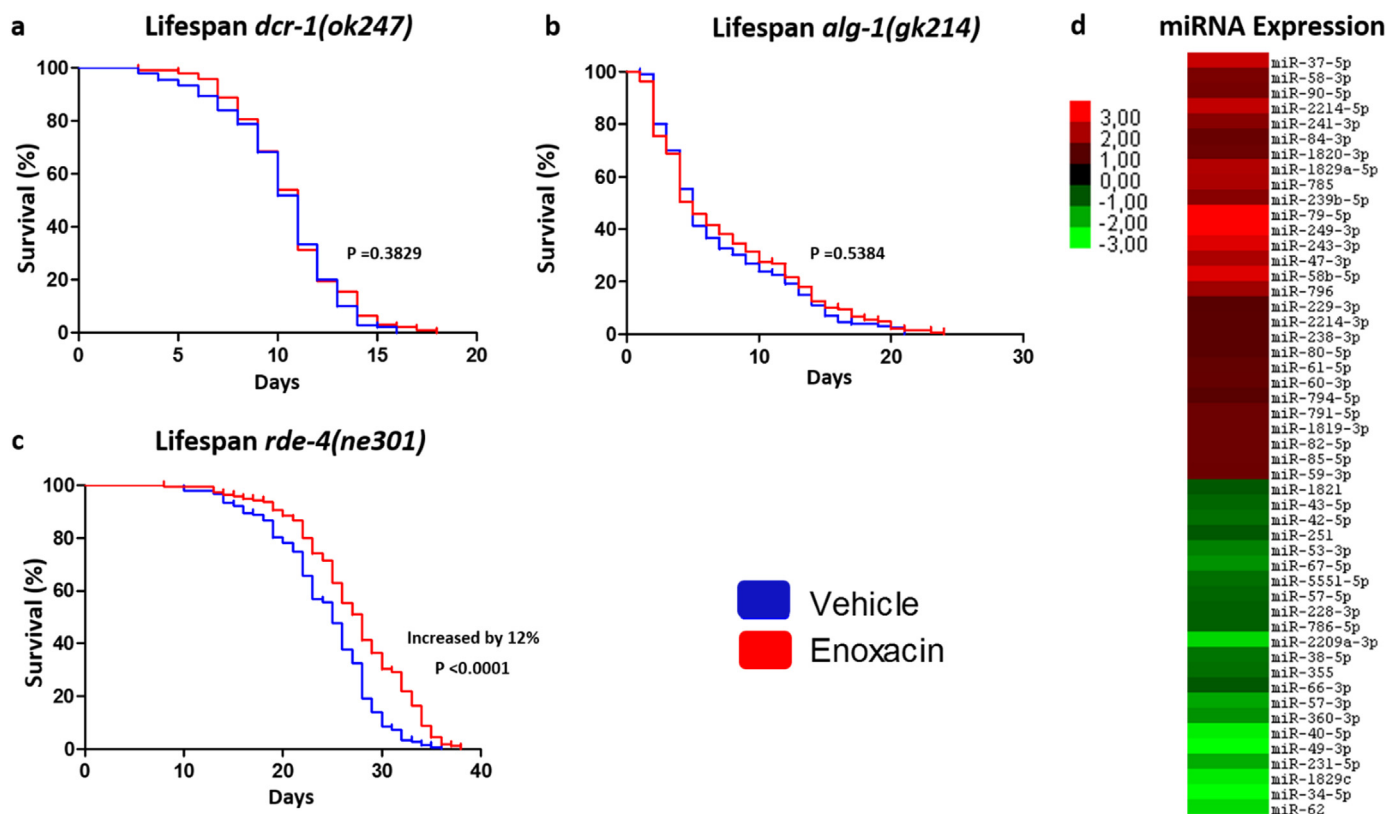 a
Lifespan dcr-1(ok247)
100
80
60
40
20
0
Survival (%)
P =0.3829
0
5
10
15
20
Days
b
Lifespan alg-1(gk214)
100
80
60
40
20
0
Survival (%)
P =0.5384
0
10
20
30
Days
c
Lifespan rde-4(ne301)
100
80
60
40
20
0
Survival (%)
Increased by 12%
P <0.0001
0
10
20
30
40
Days
Vehicle
Enoxacin
d
miRNA Expression
3,00
2,00
1,00
0,00
-1,00
-2,00
-3,00
miR-37-5p
miR-58-3p
miR-90-5p
miR-2214-5p
miR-241-3p
miR-84-3p
miR-1820-3p
miR-1829a-5p
miR-785
miR-239b-5p
miR-79-5p
miR-249-3p
miR-243-3p
miR-47-3p
miR-58b-5p
miR-796
miR-229-3p
miR-2214-3p
miR-238-3p
miR-80-5p
miR-61-5p
miR-60-3p
miR-794-5p
miR-791-5p
miR-1819-3p
miR-82-5p
miR-85-5p
miR-59-3p
miR-1821
miR-43-5p
miR-42-5p
miR-251
miR-53-3p
miR-67-5p
miR-5551-5p
miR-57-5p
miR-228-3p
miR-786-5p
miR-2209a-3p
miR-38-5p
miR-355
miR-66-3p
miR-57-3p
miR-360-3p
miR-40-5p
miR-49-3p
miR-231-5p
miR-1829c
miR-34-5p
miR-62